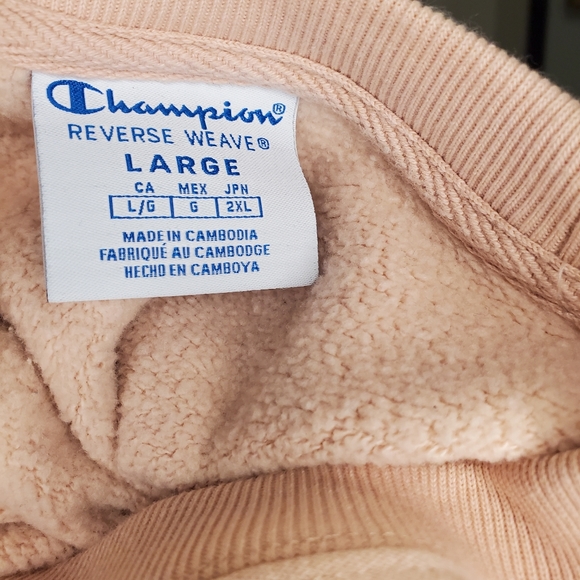 Champion®
REVERSE WEAVE®
LARGE
CA MEX JPN
L/G G 2XL
MADE IN CAMBODIA
FABRIQUÉ AU CAMBODGE
HECHO EN CAMBOYA